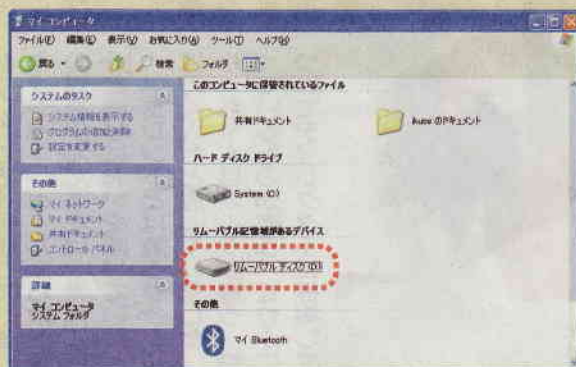 マイ コンピュータ
ファイル(F) 編集(E) 表示(V) お気に入り(A) ツール(T) ヘルプ(H)
戻る 検索 フォルダ
システムのタスク
システム情報を表示する
プログラムの追加と削除
設定を変更する
その他
マイ ネットワーク
マイ ドキュメント
共有ドキュメント
コントロール パネル
詳細
マイ コンピュータ
システム フォルダ
このコンピュータに保管されているファイル
共有ドキュメント
のドキュメント
ハード ディスク ドライブ
System (C:)
リムーバブル記憶域があるデバイス
リムーバブル ディスク (D:)
その他
マイ Bluetooth